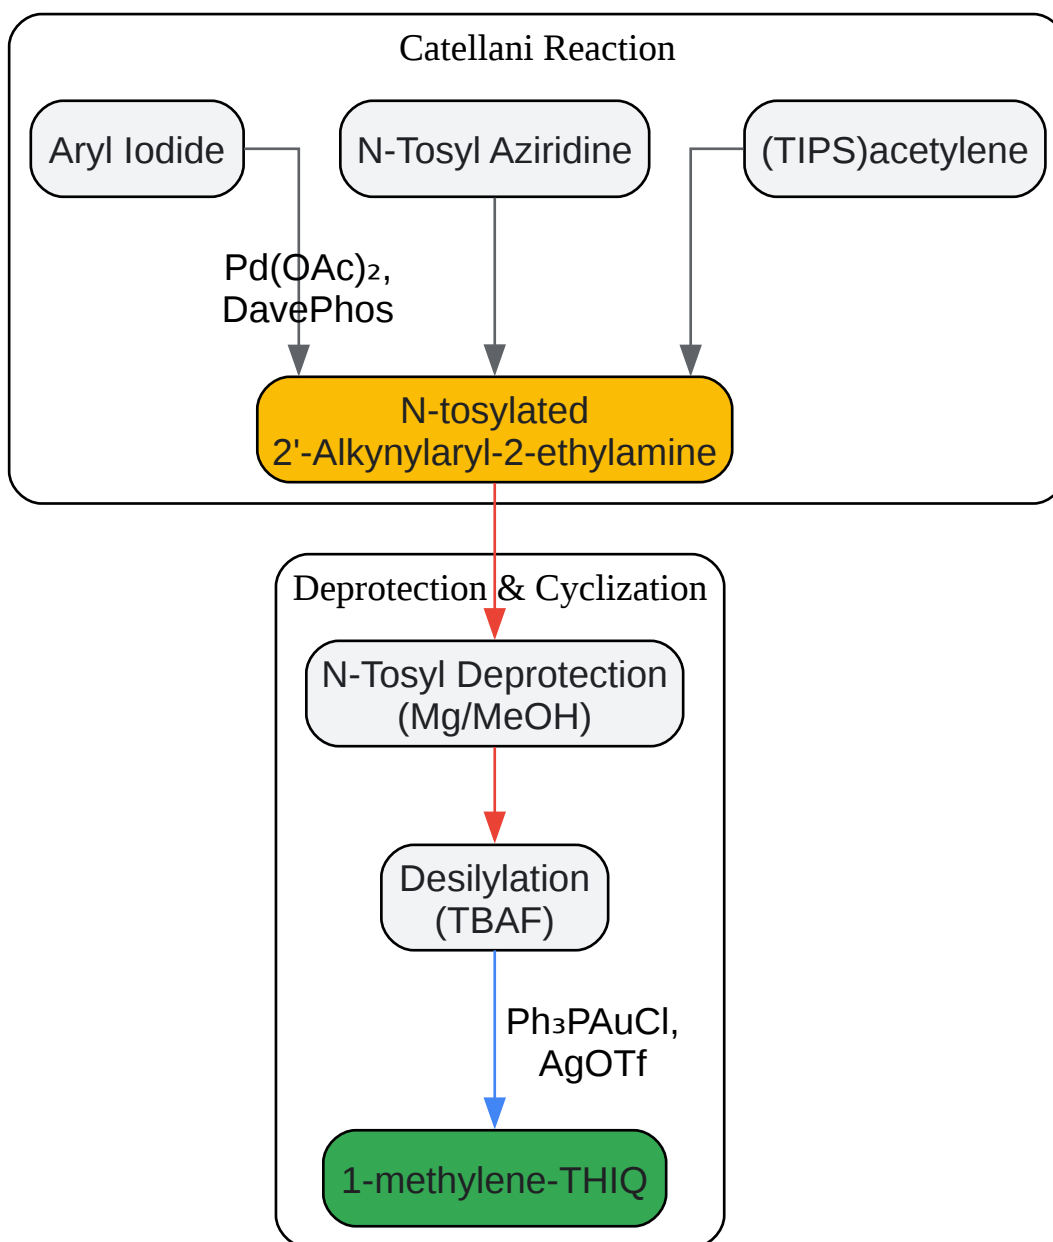 Catellani Reaction
Aryl Iodide
N-Tosyl Aziridine
(TIPS)acetylene
Pd(OAc)₂,
DavePhos
N-tosylated
2'-Alkynylaryl-2-ethylamine
Deprotection & Cyclization
N-Tosyl Deprotection
(Mg/MeOH)
Desilylation
(TBAF)
Ph₃PAuCl,
AgOTf
1-methylene-THIQ